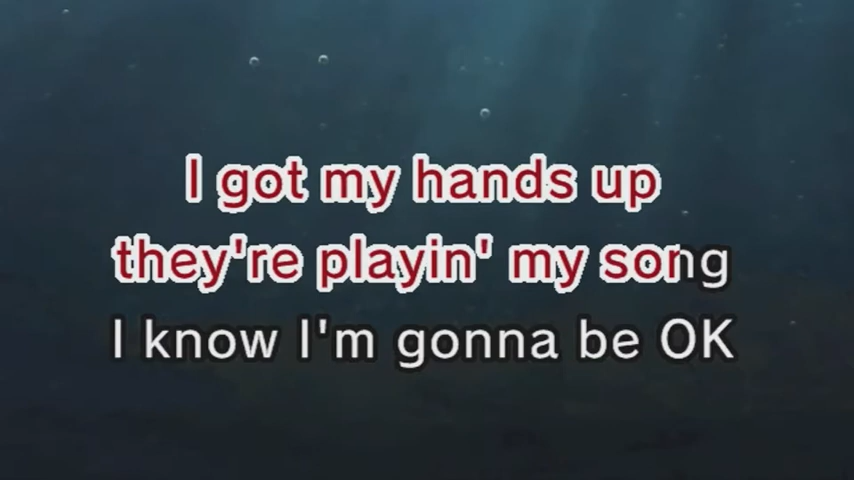 I got my hands up
they're playin' my song
I know I'm gonna be OK